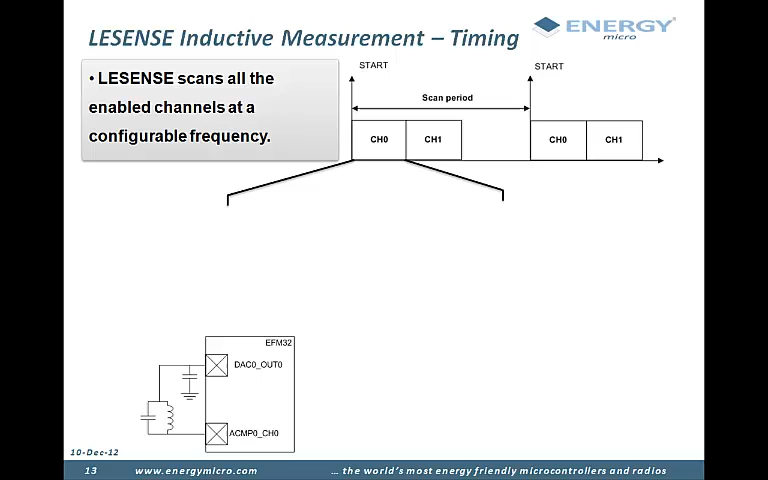 LESENSE Inductive Measurement – Timing
ENERGY®
micro
• LESENSE scans all the
enabled channels at a
configurable frequency.
START
START
Scan period
CH0
CH1
CH0
CH1
EFM32
DAC0_OUT0
ACMP0_CH0
10-Dec-12
13
www.energymicro.com
... the world's most energy friendly microcontrollers and radios